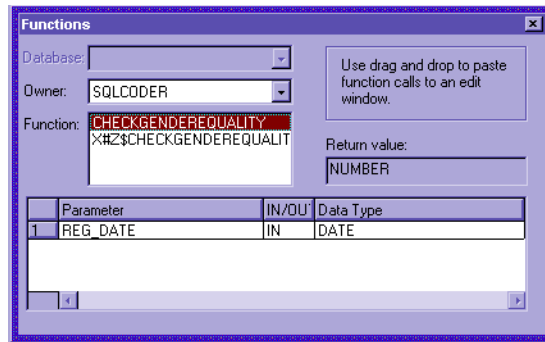 Functions
Database:
Use drag and drop to paste
function calls to an edit
window.
Owner:
SQLCODER
Function:
CHECKGENDEREQUALITY
X#Z$CHECKGENDEREQUALIT
Return value:
NUMBER
Parameter IN/OUT Data Type
1 REG_DATE IN DATE